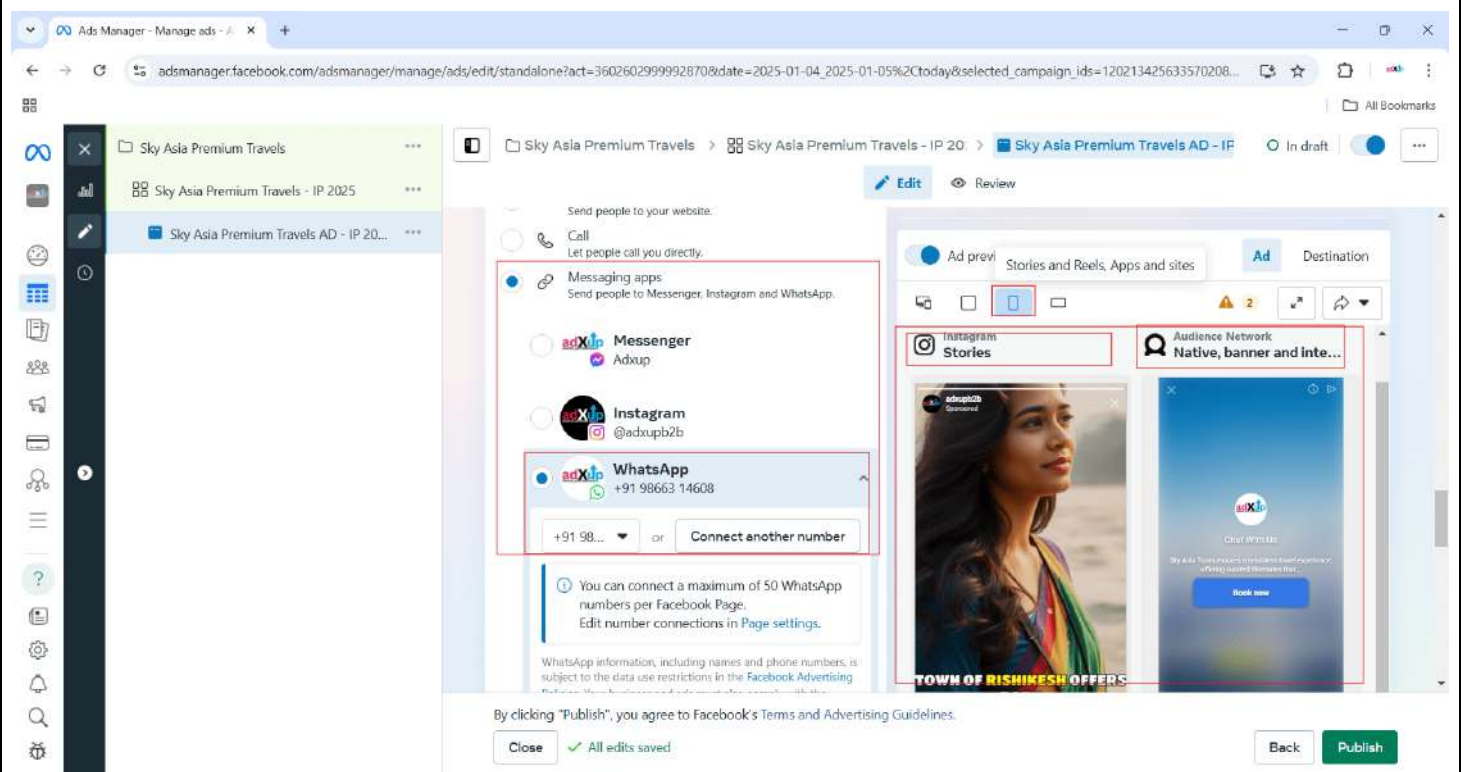 Ads Manager - Manage ads - A
adsmanager.facebook.com/adsmanager/manage/ads/edit/standalone?act=3602602999992870&date=2025-01-04_2025-01-05%2Ctoday&selected_campaign_ids=120213425633570208...
All Bookmarks
Sky Asia Premium Travels
Sky Asia Premium Travels - IP 2025
Sky Asia Premium Travels AD - IP 20...
Sky Asia Premium Travels > Sky Asia Premium Travels - IP 20 > Sky Asia Premium Travels AD - IP
In draft
Edit
Review
Send people to your website.
Call
Let people call you directly.
Messaging apps
Send people to Messenger, Instagram and WhatsApp.
adXUp
Messenger
Adxup
adXUp
Instagram
@adxupb2b
adXUp
WhatsApp
+91 98663 14608
+91 98...
or
Connect another number
You can connect a maximum of 50 WhatsApp
numbers per Facebook Page.
Edit number connections in Page settings.
WhatsApp information, including names and phone numbers, is
subject to the data use restrictions in the Facebook Advertising
Ad previ
Stories and Reels, Apps and sites
Ad
Destination
2
Instagram
Stories
Audience Network
Native, banner and inte...
adxupb2b
Sponsored
TOWN OF RISHIKESH OFFERS
adXUp
Chat With Us
Book now
By clicking "Publish", you agree to Facebook's Terms and Advertising Guidelines.
Close
All edits saved
Back
Publish